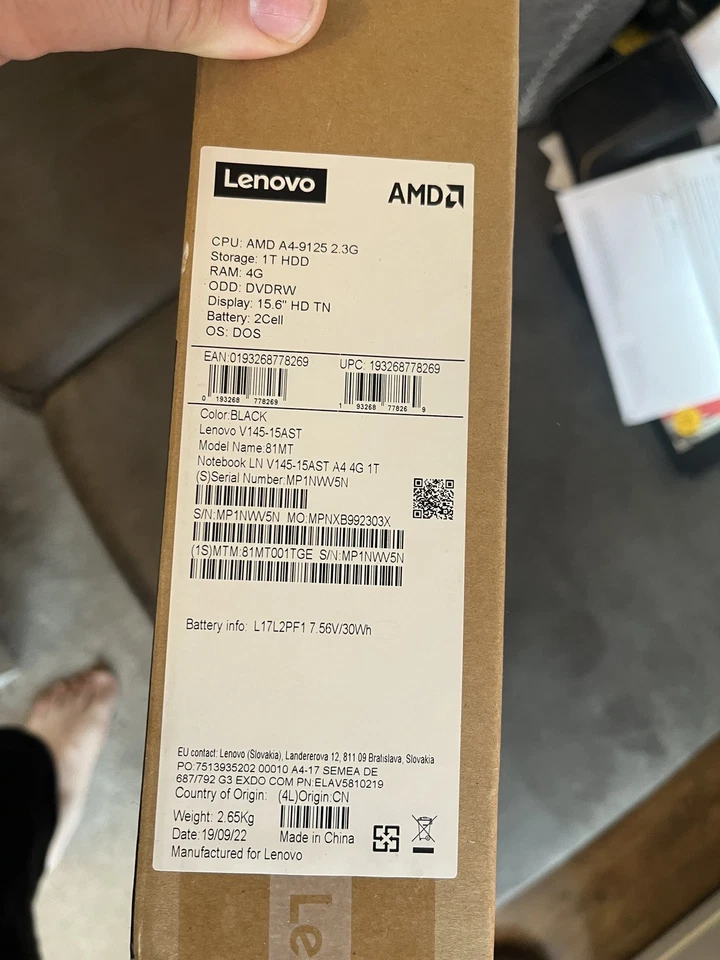 Lenovo
AMD
CPU: AMD A4-9125 2.3G
Storage: 1T HDD
RAM: 4G
ODD: DVDRW
Display: 15.6" HD TN
Battery: 2Cell
OS: DOS
EAN:0193268778269
UPC: 193268778269
0 193268 778269
1 93268 77826 9
Color:BLACK
Lenovo V145-15AST
Model Name:81MT
Notebook LN V145-15AST A4 4G 1T
(S)Serial Number:MP1NWV5N
S/N:MP1NWV5N MO:MPNXB992303X
(1S)MTM:81MT001TGE S/N:MP1NWV5N
Battery info: L17L2PF1 7.56V/30Wh
EU contact: Lenovo (Slovakia), Landererova 12, 811 09 Bratislava, Slovakia
PO:7513935202 00010 A4-17 SEMEA DE
687/792 G3 EXDO COM PN:ELAV5810219
Country of Origin: (4L)Origin:CN
Weight: 2.65Kg
Date:19/09/22 Made in China
Manufactured for Lenovo
Le